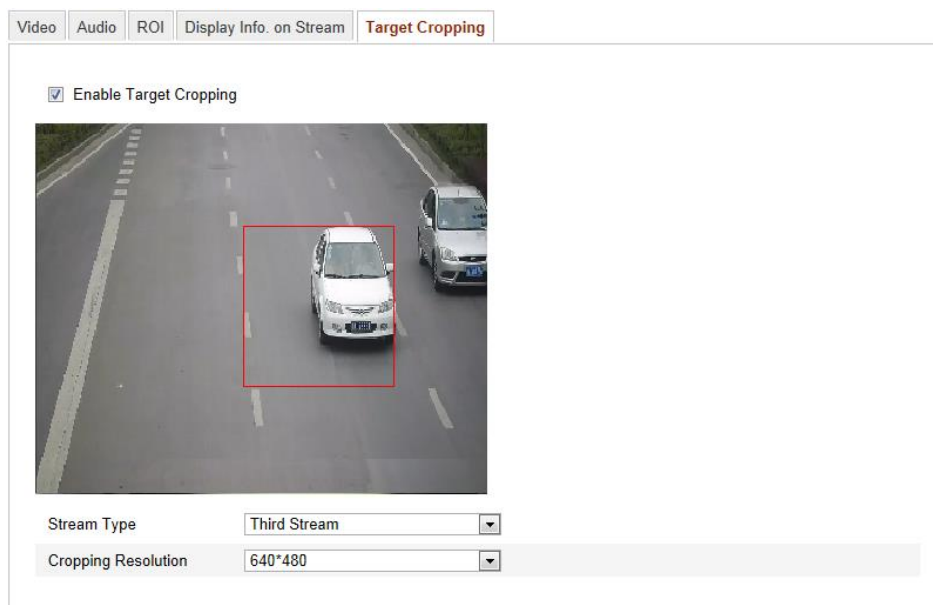 Video Audio ROI Display Info. on Stream Target Cropping
Enable Target Cropping
Stream Type Third Stream
Cropping Resolution 640*480